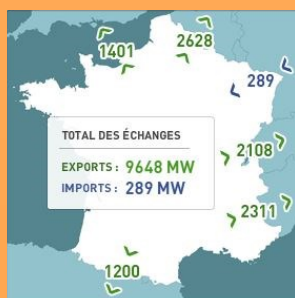 2628
1401
289
TOTAL DES ÉCHANGES
EXPORTS : 9648 MW
IMPORTS : 289 MW
2108
2311
1200